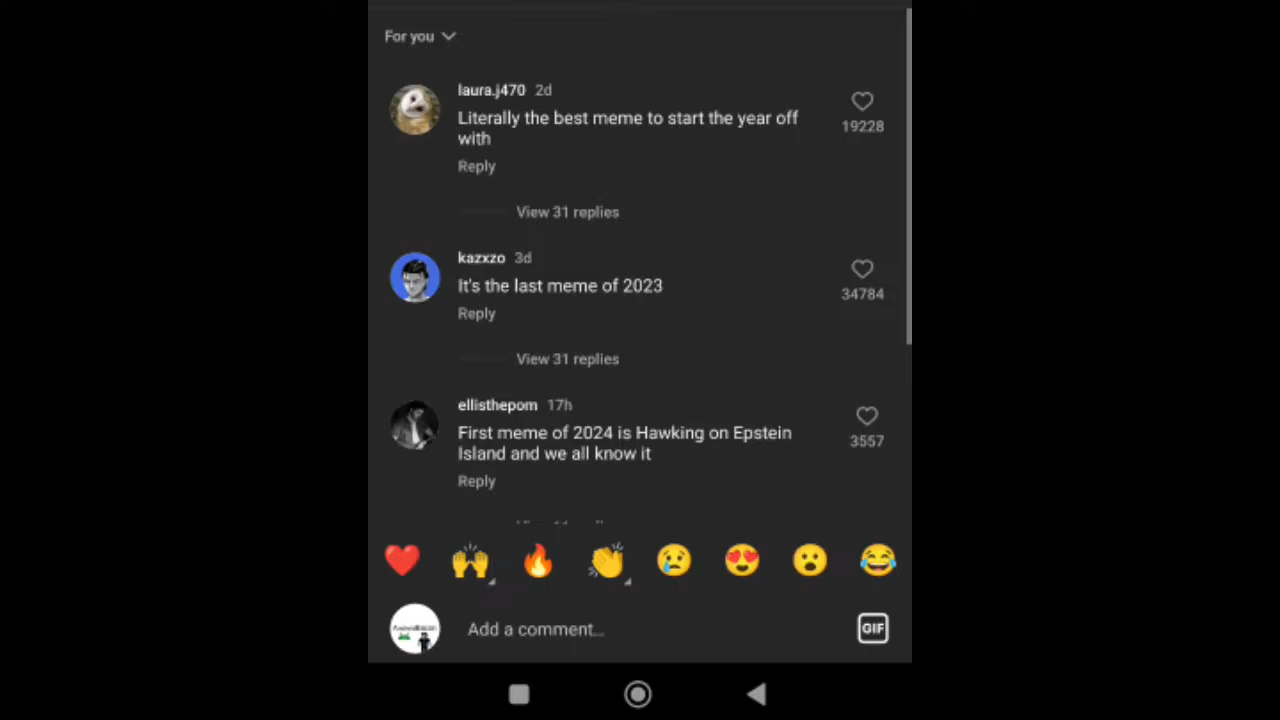 For you
laura.j470 2d
Literally the best meme to start the year off
with
19228
Reply
View 31 replies
kazxzo 3d
It's the last meme of 2023
34784
Reply
View 31 replies
ellisthepom 17h
First meme of 2024 is Hawking on Epstein
Island and we all know it
3557
Reply
Add a comment...
GIF